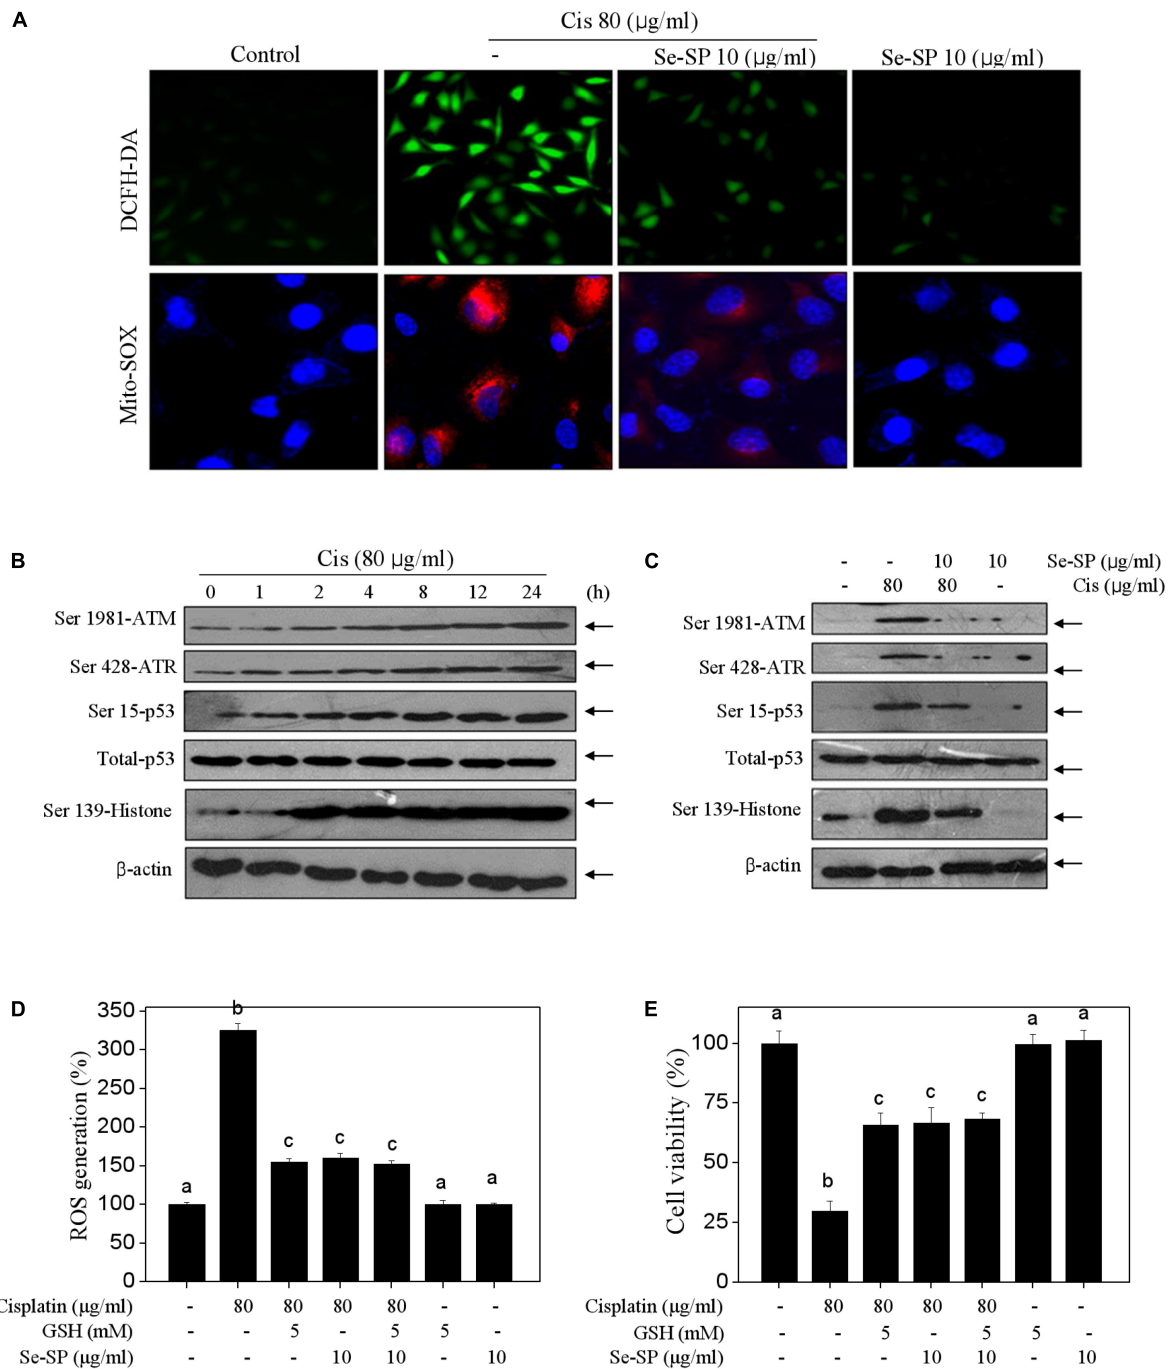 A
Cis 80 (μg/ml)
Control
-
Se-SP 10 (μg/ml)
Se-SP 10 (μg/ml)
DCFH-DA
Mito-SOX
B
Cis (80 μg/ml)
0 1 2 4 8 12 24 (h)
Ser 1981-ATM
Ser 428-ATR
Ser 15-p53
Total-p53
Ser 139-Histone
β-actin
C
- - 10 10 Se-SP (μg/ml)
- 80 80 - Cis (μg/ml)
Ser 1981-ATM
Ser 428-ATR
Ser 15-p53
Total-p53
Ser 139-Histone
β-actin
D
ROS generation (%)
350
300
250
200
150
100
50
0
a b c c c a a
Cisplatin (μg/ml) - 80 80 80 80 - -
GSH (mM) - - 5 - 5 5 -
Se-SP (μg/ml) - - - 10 10 - 10
E
Cell viability (%)
100
75
50
25
0
a b c c c a a
Cisplatin (μg/ml) - 80 80 80 80 - -
GSH (mM) - - 5 - 5 5 -
Se-SP (μg/ml) - - - 10 10 - 10